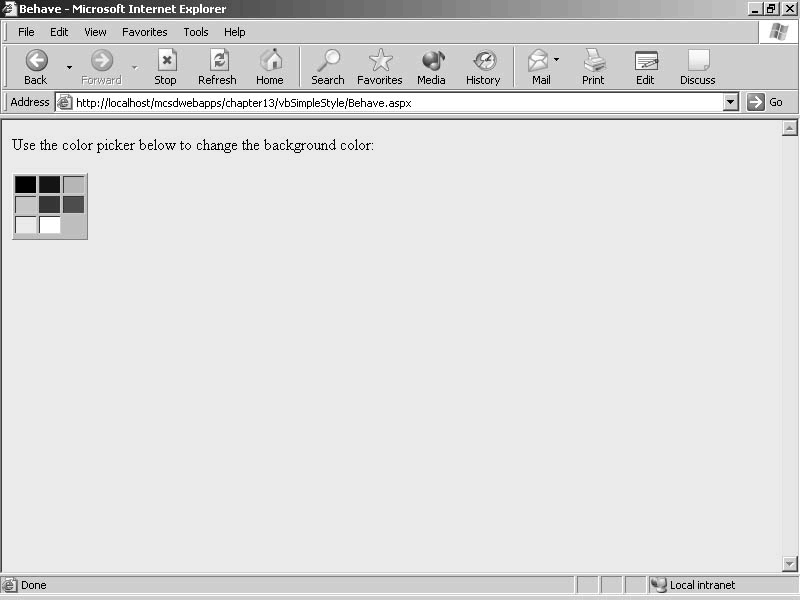 Behave - Microsoft Internet Explorer
File Edit View Favorites Tools Help
Back Forward Stop Refresh Home Search Favorites Media History Mail Print Edit Discuss
Address http://localhost/mcsdwebapps/chapter13/vbSimpleStyle/Behave.aspx Go
Use the color picker below to change the background color:
Done Local intranet